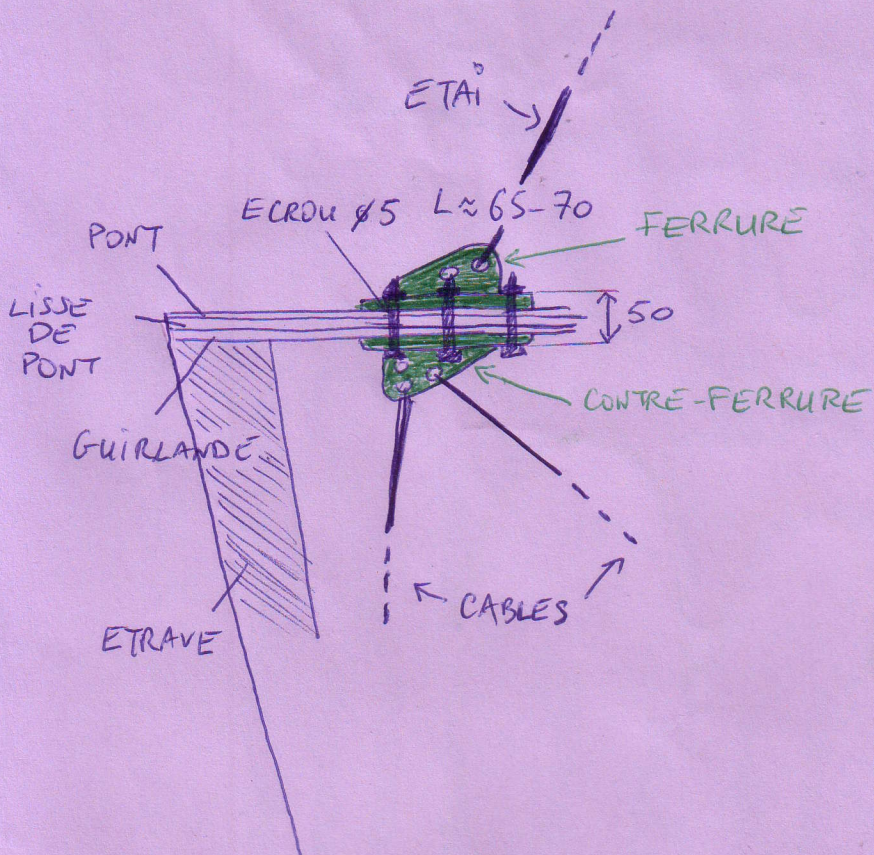 ETAI
ECROU ø5 L≈65-70
FERRURE
PONT
LISSE
DE
PONT
50
CONTRE-FERRURE
GUIRLANDE
CABLES
ETRAVE